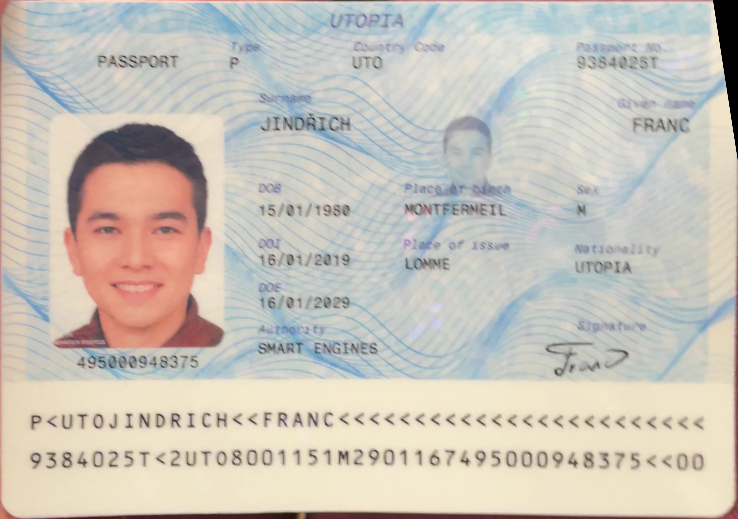 UTOPIA
Type Country Code Passport No.
PASSPORT P UTO 9384025T
Surname Given name
JINDŘICH FRANC
DOB Place of birth Sex
15/01/1980 MONTFERMEIL M
DOI Place of issue Nationality
16/01/2019 LOMME UTOPIA
DOE
16/01/2029
Authority Signature
SMART ENGINES Franc
495000948375
P<UTOJINDRICH<<FRANC<<<<<<<<<<<<<<<<<<<<<<<<
9384025T<2UTO8001151M2901167495000948375<<00